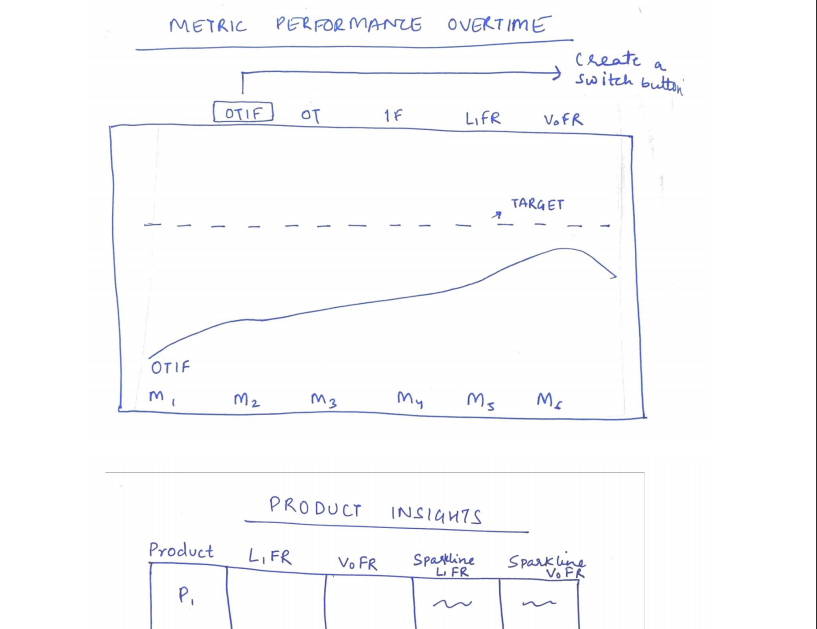 METRIC PERFORMANCE OVERTIME
Create a
switch button
OTIF OT IF LIFR VOFR
TARGET
OTIF
M1 M2 M3 M4 M5 M6
PRODUCT INSIGHTS
Product LIFR VOFR Sparkline LIFR Sparkline VOFR
P1